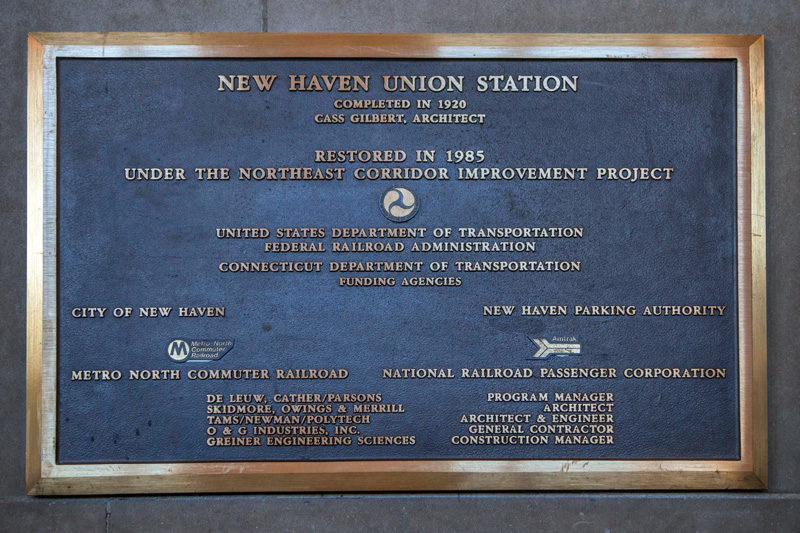 NEW HAVEN UNION STATION
COMPLETED IN 1920
CASS GILBERT, ARCHITECT
RESTORED IN 1985
UNDER THE NORTHEAST CORRIDOR IMPROVEMENT PROJECT
UNITED STATES DEPARTMENT OF TRANSPORTATION
FEDERAL RAILROAD ADMINISTRATION
CONNECTICUT DEPARTMENT OF TRANSPORTATION
FUNDING AGENCIES
CITY OF NEW HAVEN NEW HAVEN PARKING AUTHORITY
M Metro-North
Commuter
Railroad
Amtrak
METRO NORTH COMMUTER RAILROAD NATIONAL RAILROAD PASSENGER CORPORATION
DE LEUW, CATHER/PARSONS PROGRAM MANAGER
SKIDMORE, OWINGS & MERRILL ARCHITECT
TAMS/NEWMAN/POLYTECH ARCHITECT & ENGINEER
O & G INDUSTRIES, INC. GENERAL CONTRACTOR
GREINER ENGINEERING SCIENCES CONSTRUCTION MANAGER